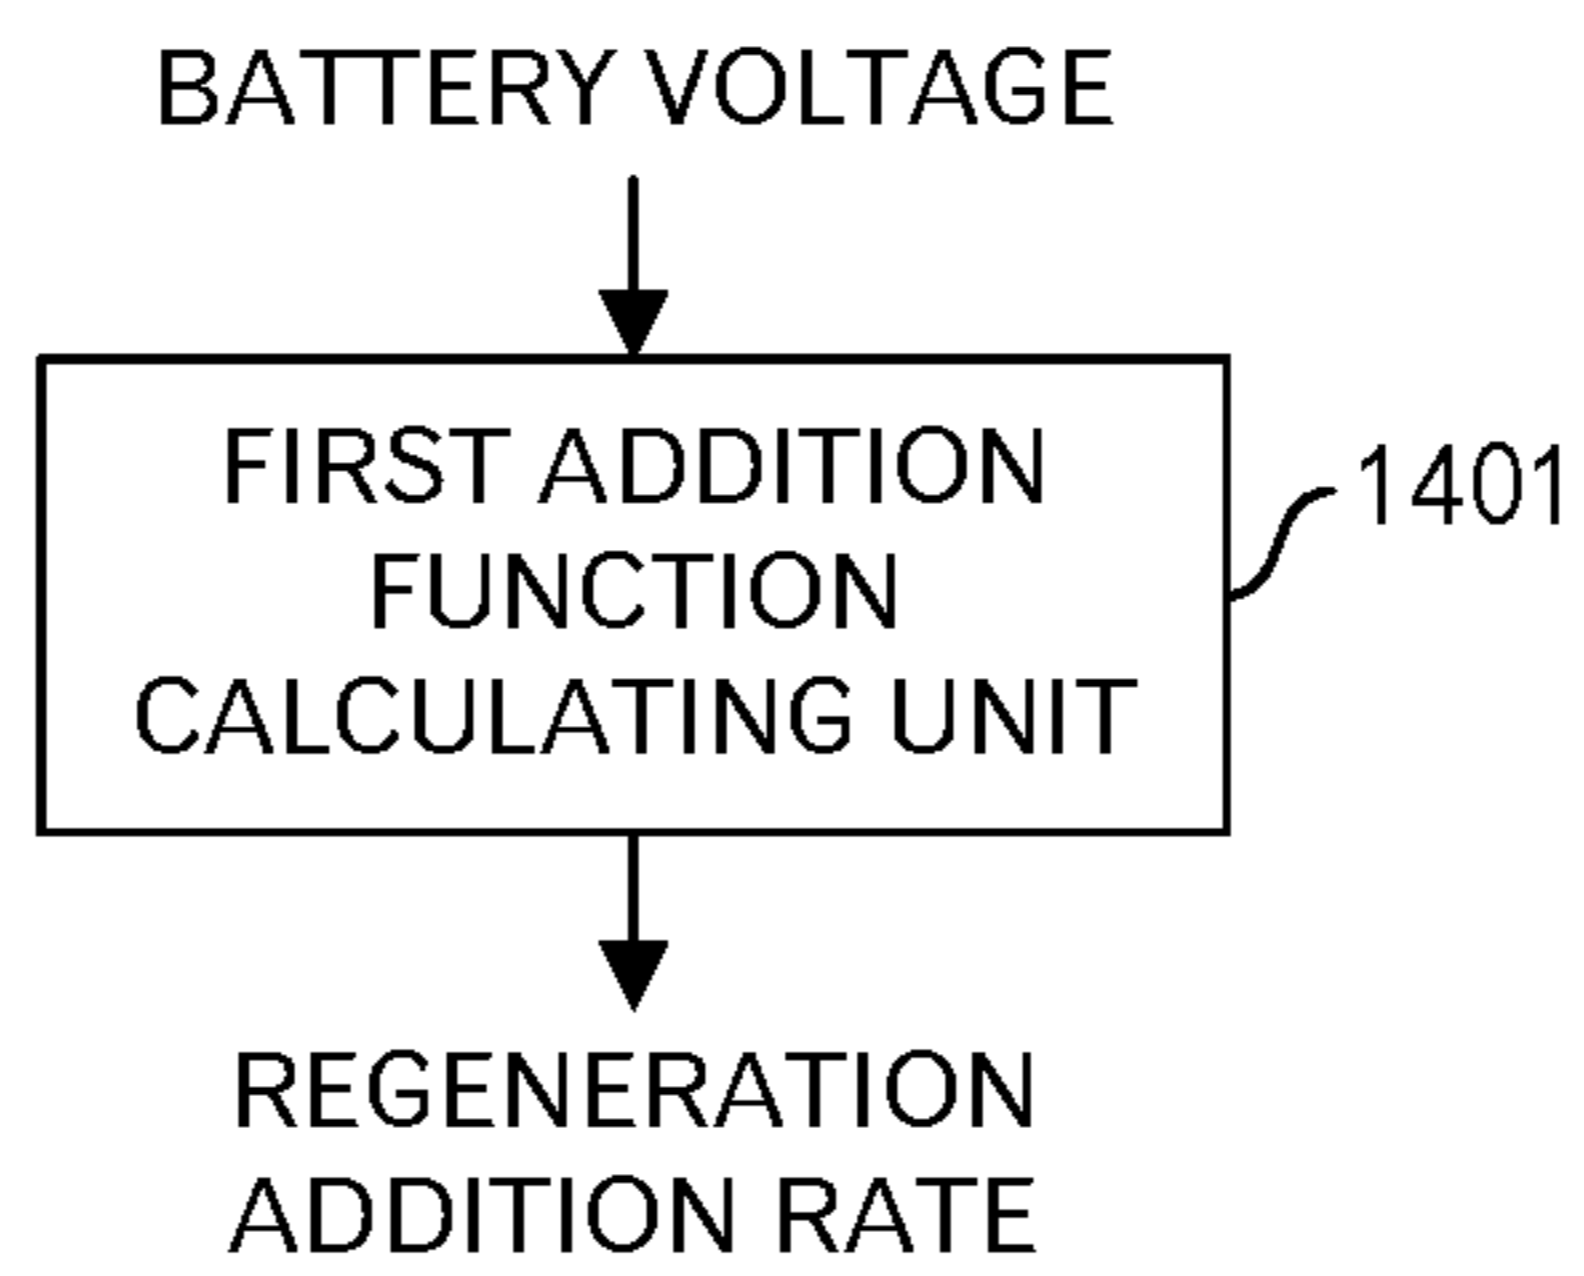 BATTERY VOLTAGE
FIRST ADDITION
FUNCTION
CALCULATING UNIT
1401
REGENERATION
ADDITION RATE